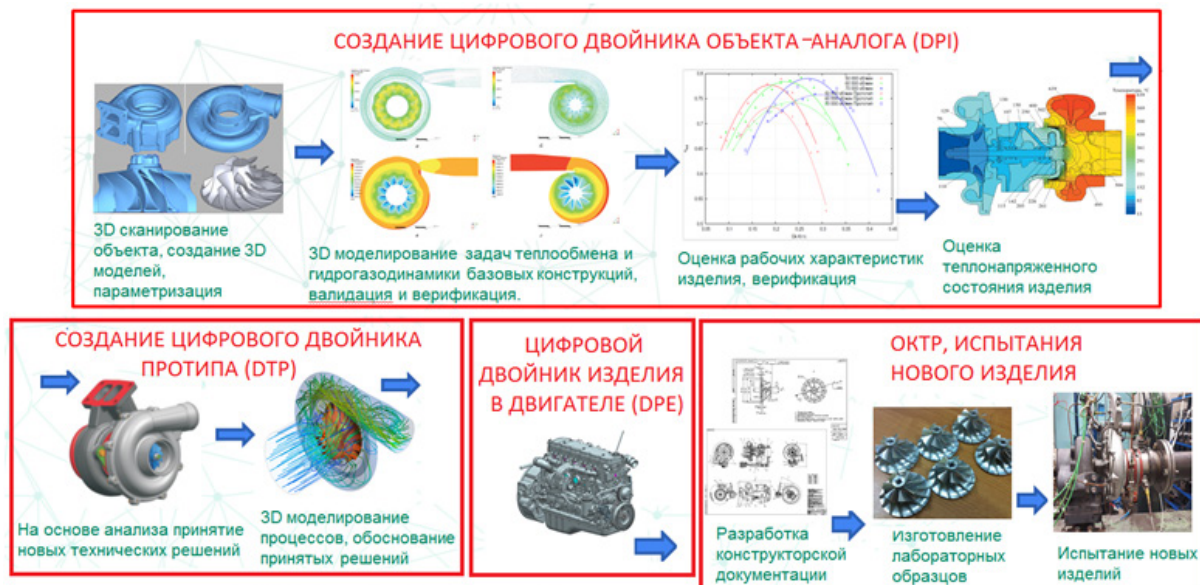 СОЗДАНИЕ ЦИФРОВОГО ДВОЙНИКА ОБЪЕКТА-АНАЛОГА (DPI)
3D сканирование
объекта, создание 3D
моделей,
параметризация
3D моделирование задач теплообмена и
гидрогазодинамики базовых конструкций,
валидация и верификация.
Оценка рабочих характеристик
изделия, верификация
Оценка
теплонапряженного
состояния изделия
СОЗДАНИЕ ЦИФРОВОГО ДВОЙНИКА
ПРОТИПА (DTP)
На основе анализа принятие
новых технических решений
3D моделирование
процессов, обоснование
принятых решений
ЦИФРОВОЙ
ДВОЙНИК ИЗДЕЛИЯ
В ДВИГАТЕЛЕ (DPE)
ОКТР, ИСПЫТАНИЯ
НОВОГО ИЗДЕЛИЯ
Разработка
конструкторской
документации
Изготовление
лабораторных
образцов
Испытание новых
изделий